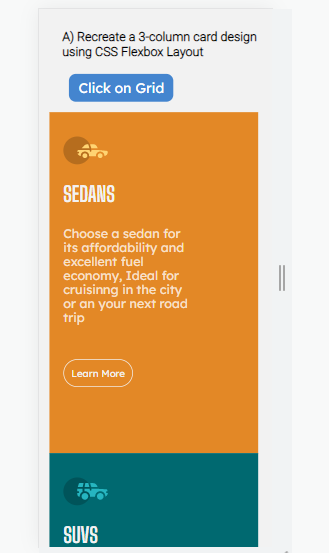 A) Recreate a 3-column card design
using CSS Flexbox Layout
Click on Grid
SEDANS
Choose a sedan for
its affordability and
excellent fuel
economy, Ideal for
cruisinng in the city
or an your next road
trip
Learn More
SUVS